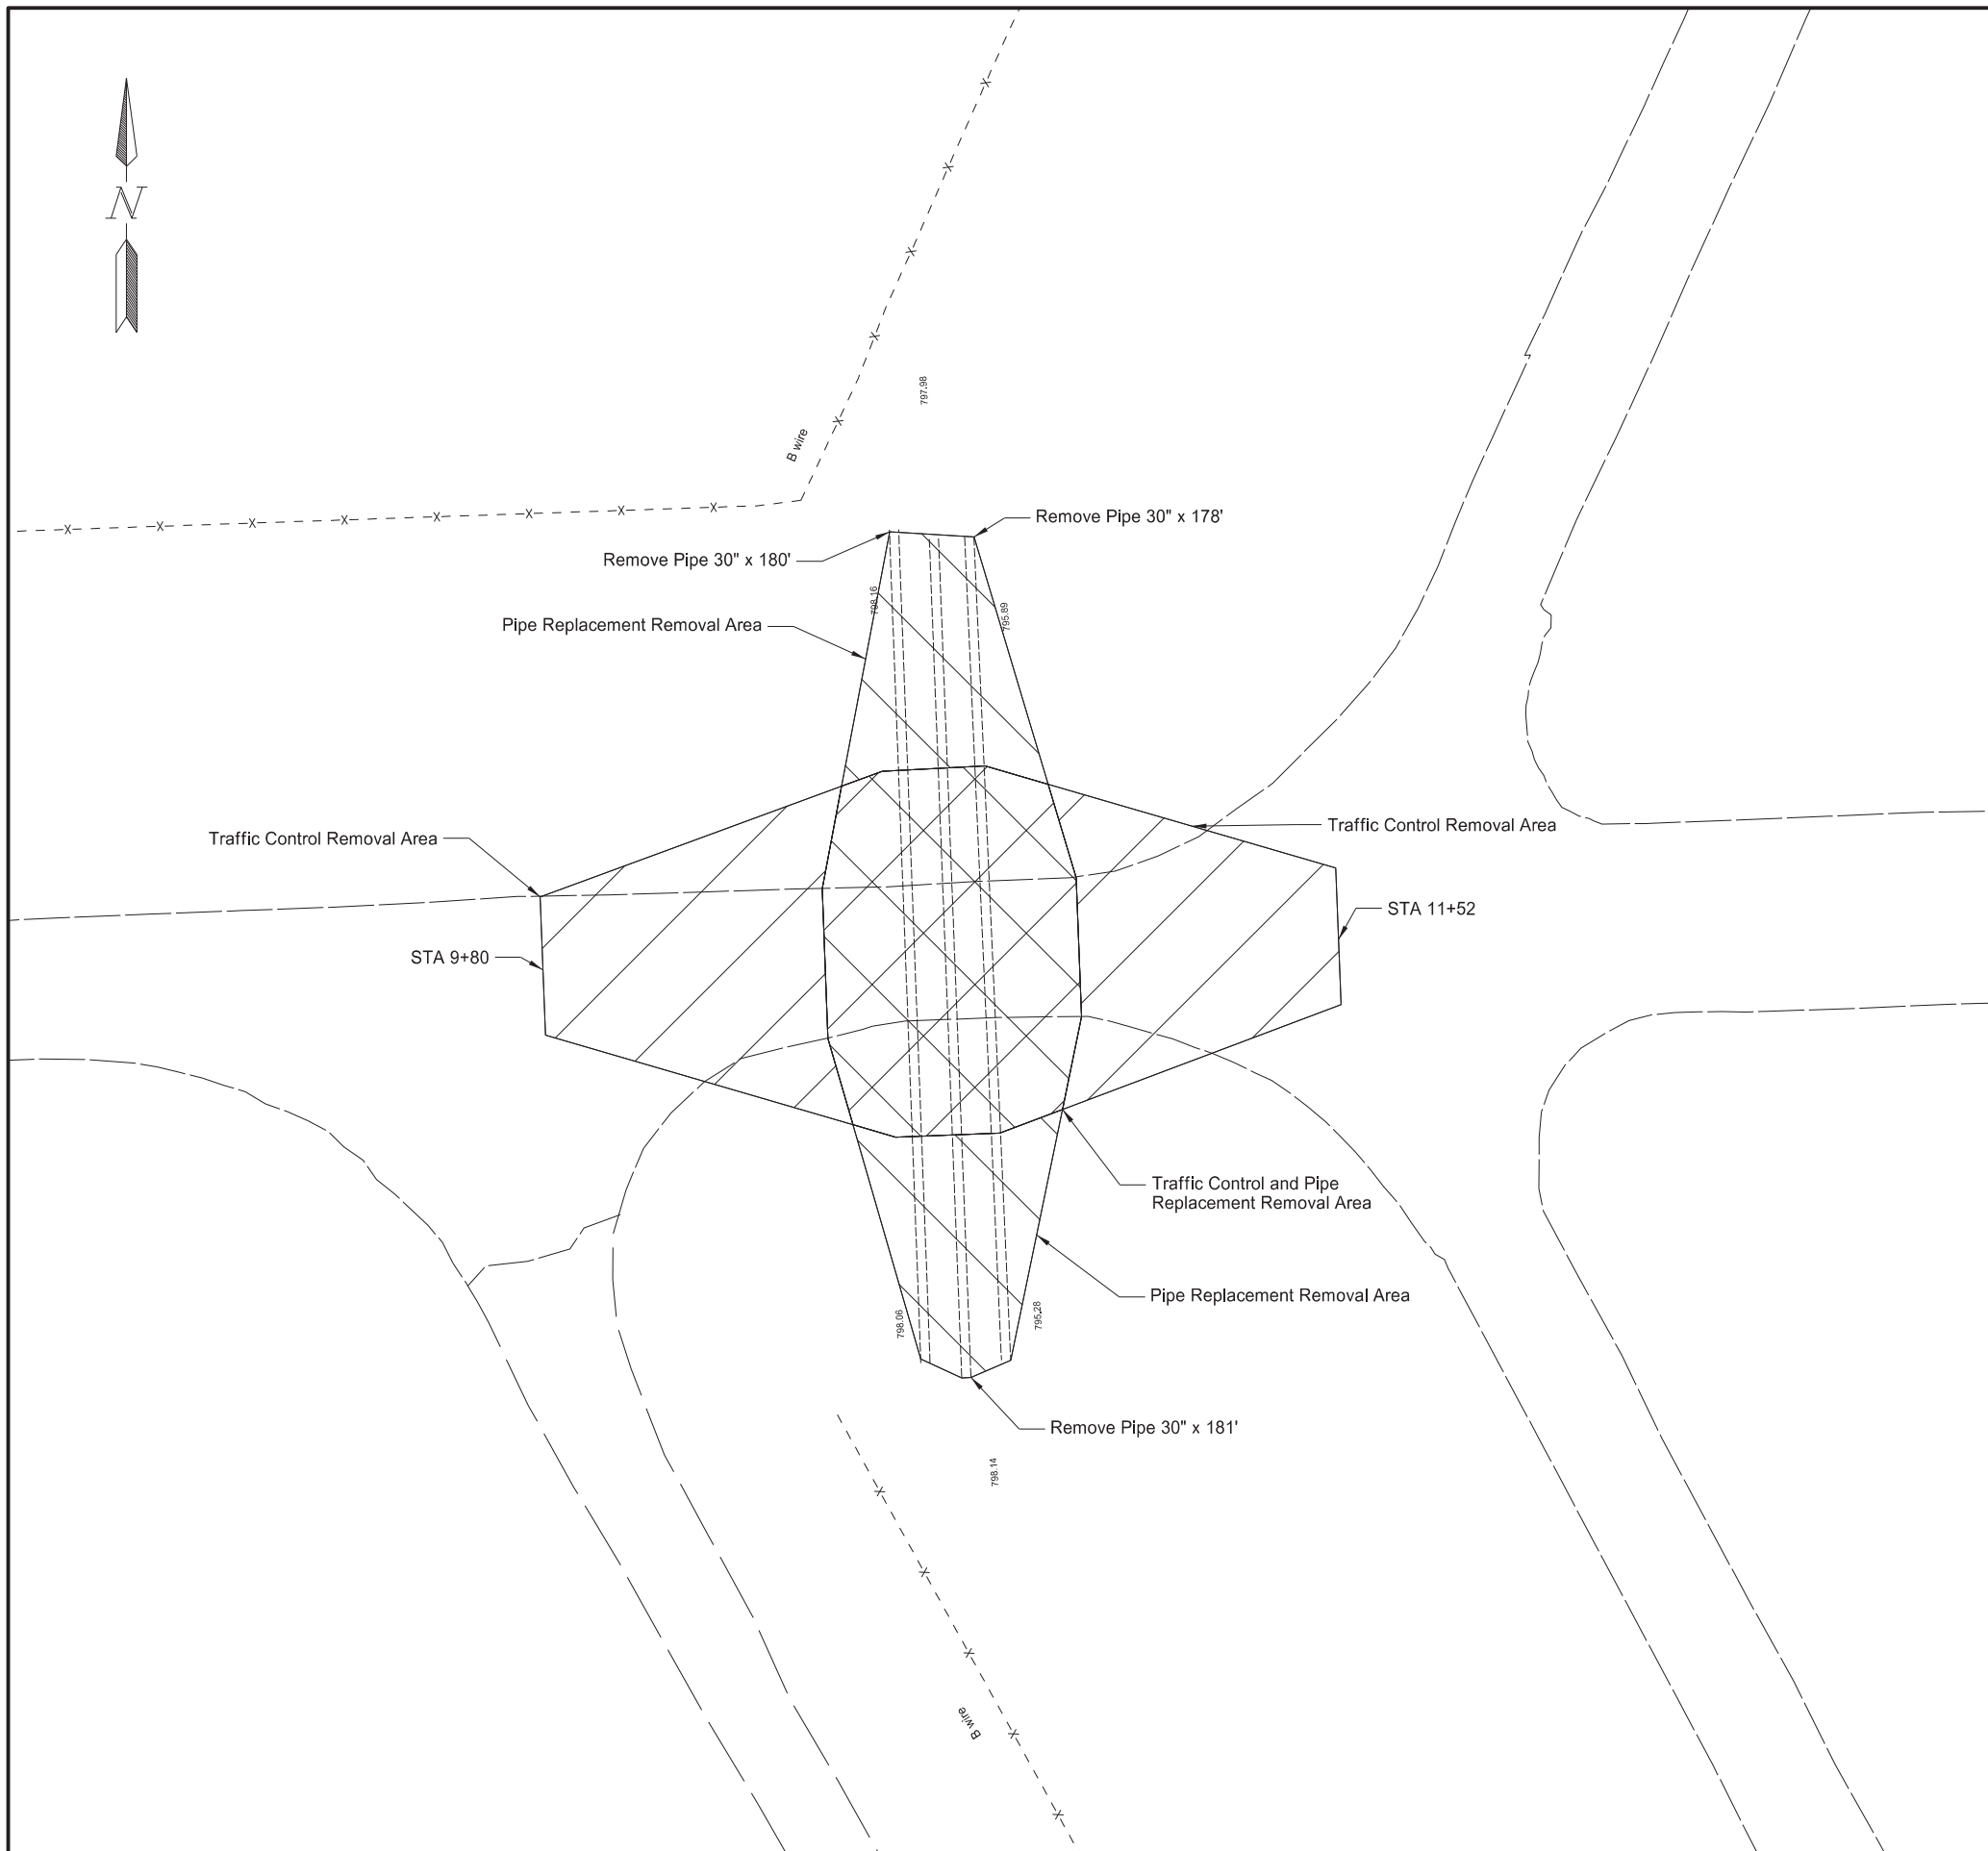 N
797.98
B wire
Remove Pipe 30" x 178'
Remove Pipe 30" x 180'
798.16
795.89
Pipe Replacement Removal Area
Traffic Control Removal Area
Traffic Control Removal Area
STA 11+52
STA 9+80
Traffic Control and Pipe
Replacement Removal Area
Pipe Replacement Removal Area
798.06
795.28
Remove Pipe 30" x 181'
798.14
B wire